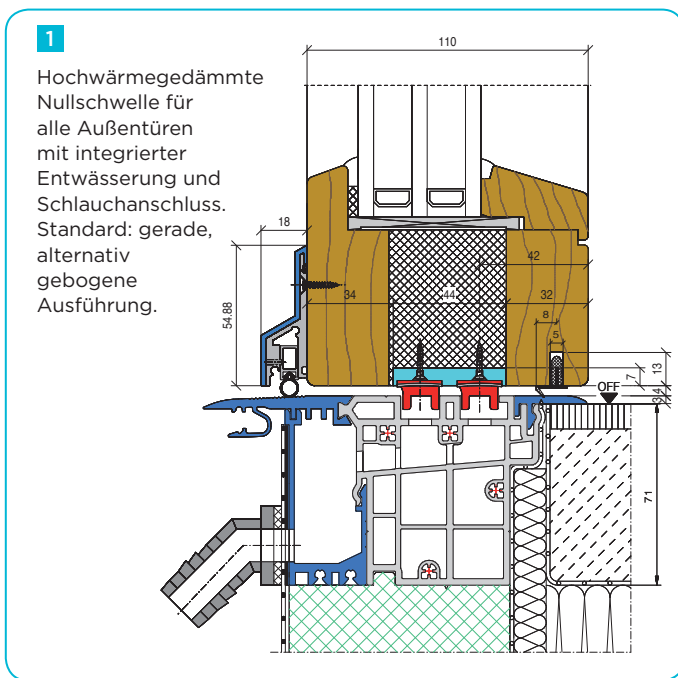 1
Hochwärmegedämmte
Nullschwelle für
alle Außentüren
mit integrierter
Entwässerung und
Schlauchanschluss.
Standard: gerade,
alternativ
gebogene
Ausführung.
110
18
54.88
34
44
42
32
8
5
13
7
3.4
OFF
71